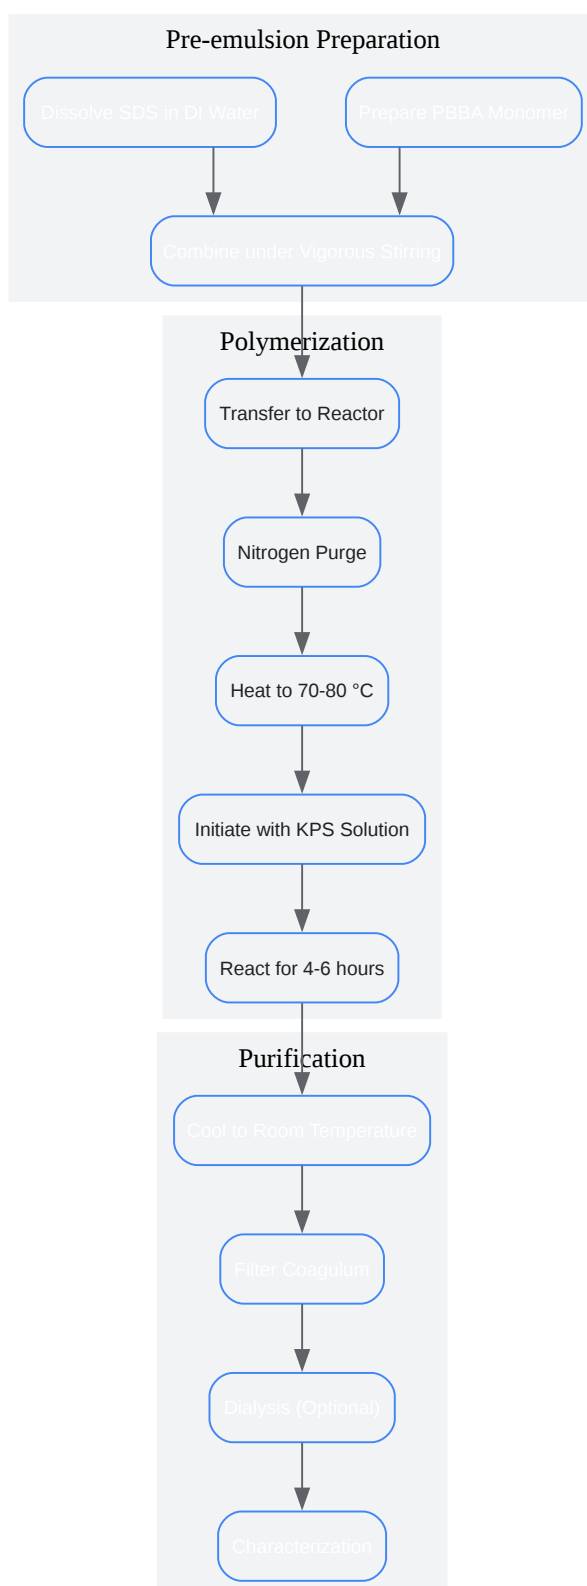 Pre-emulsion Preparation
Dissolve SDS in DI Water
Prepare PBBA Monomer
Combine under Vigorous Stirring
Polymerization
Transfer to Reactor
Nitrogen Purge
Heat to 70-80 °C
Initiate with KPS Solution
React for 4-6 hours
Purification
Cool to Room Temperature
Filter Coagulum
Dialysis (Optional)
Characterization